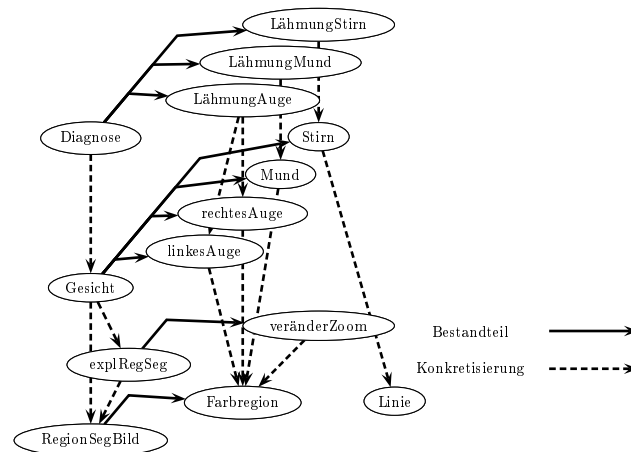 LähmungStirn
LähmungMund
LähmungAuge
Diagnose
Stirn
Mund
rechtesAuge
linkesAuge
Gesicht
veränderZoom
Bestandteil
explRegSeg
Konkretisierung
Farbregion
Linie
RegionSegBild